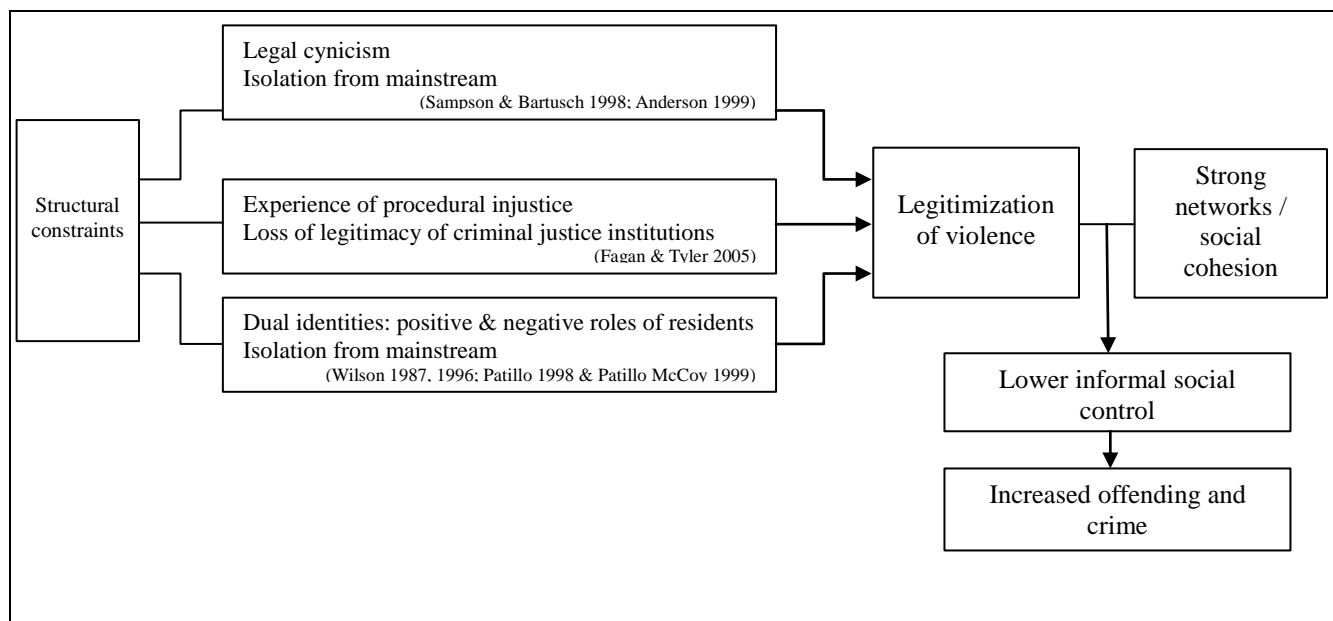 Structural
constraints
Legal cynicism
Isolation from mainstream
(Sampson & Bartusch 1998; Anderson 1999)
Experience of procedural injustice
Loss of legitimacy of criminal justice institutions
(Fagan & Tyler 2005)
Dual identities: positive & negative roles of residents
Isolation from mainstream
(Wilson 1987, 1996; Patillo 1998 & Patillo McCoy 1999)
Legitimization
of violence
Strong
networks /
social
cohesion
Lower informal social
control
Increased offending and
crime